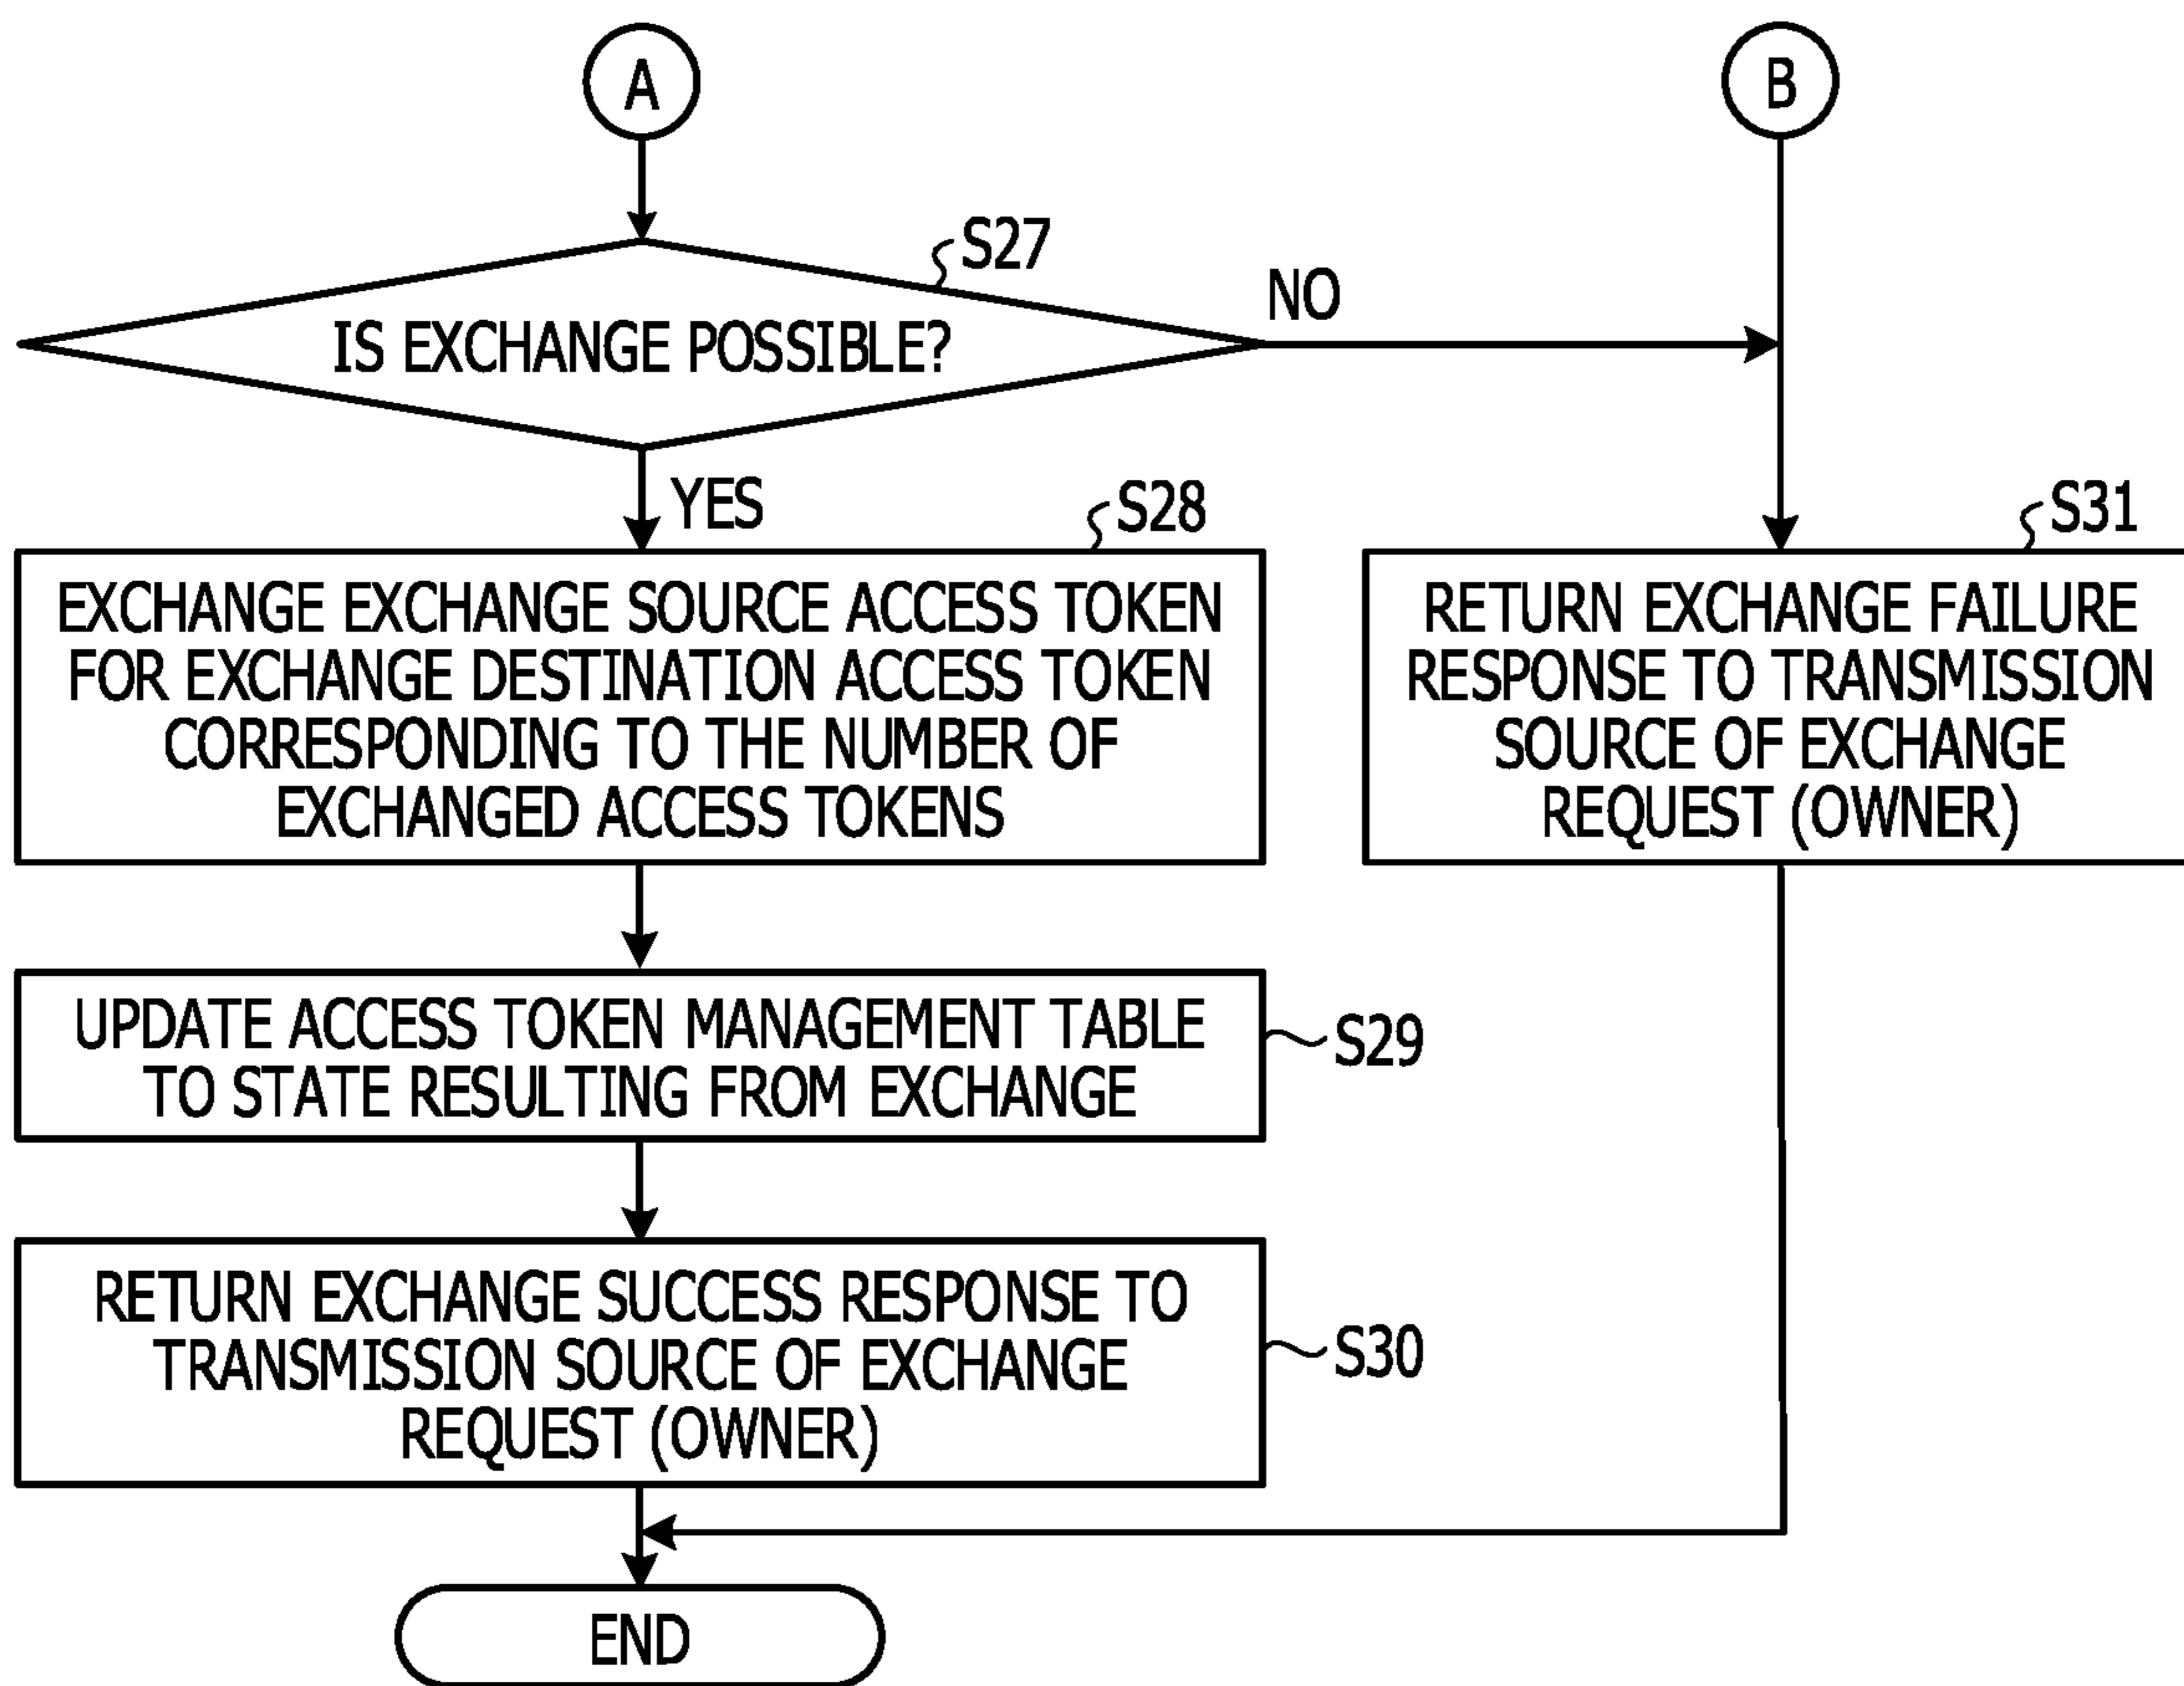 A
B
S27
NO
IS EXCHANGE POSSIBLE?
YES
S28
EXCHANGE EXCHANGE SOURCE ACCESS TOKEN
FOR EXCHANGE DESTINATION ACCESS TOKEN
CORRESPONDING TO THE NUMBER OF
EXCHANGED ACCESS TOKENS
S31
RETURN EXCHANGE FAILURE
RESPONSE TO TRANSMISSION
SOURCE OF EXCHANGE
REQUEST (OWNER)
UPDATE ACCESS TOKEN MANAGEMENT TABLE
TO STATE RESULTING FROM EXCHANGE
S29
RETURN EXCHANGE SUCCESS RESPONSE TO
TRANSMISSION SOURCE OF EXCHANGE
REQUEST (OWNER)
S30
END